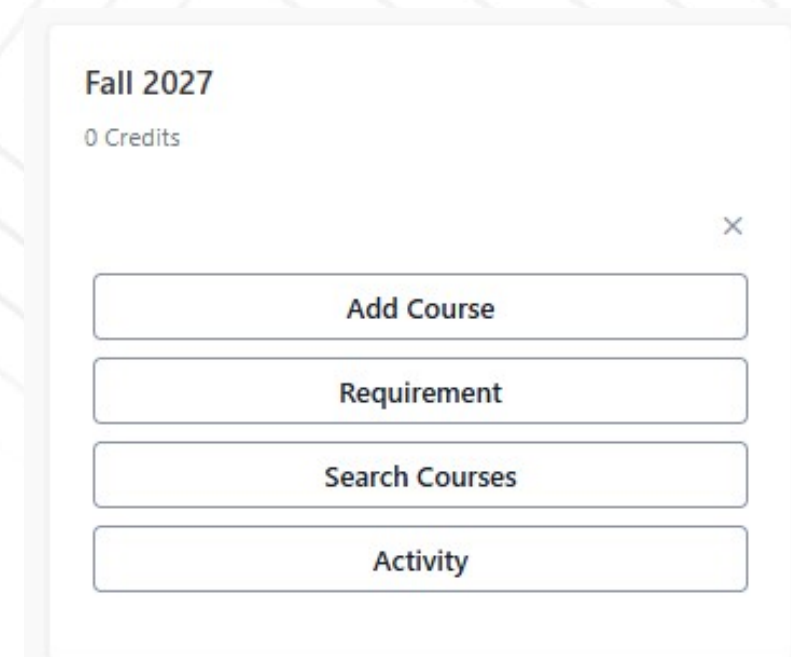 Fall 2027
0 Credits
×
Add Course
Requirement
Search Courses
Activity